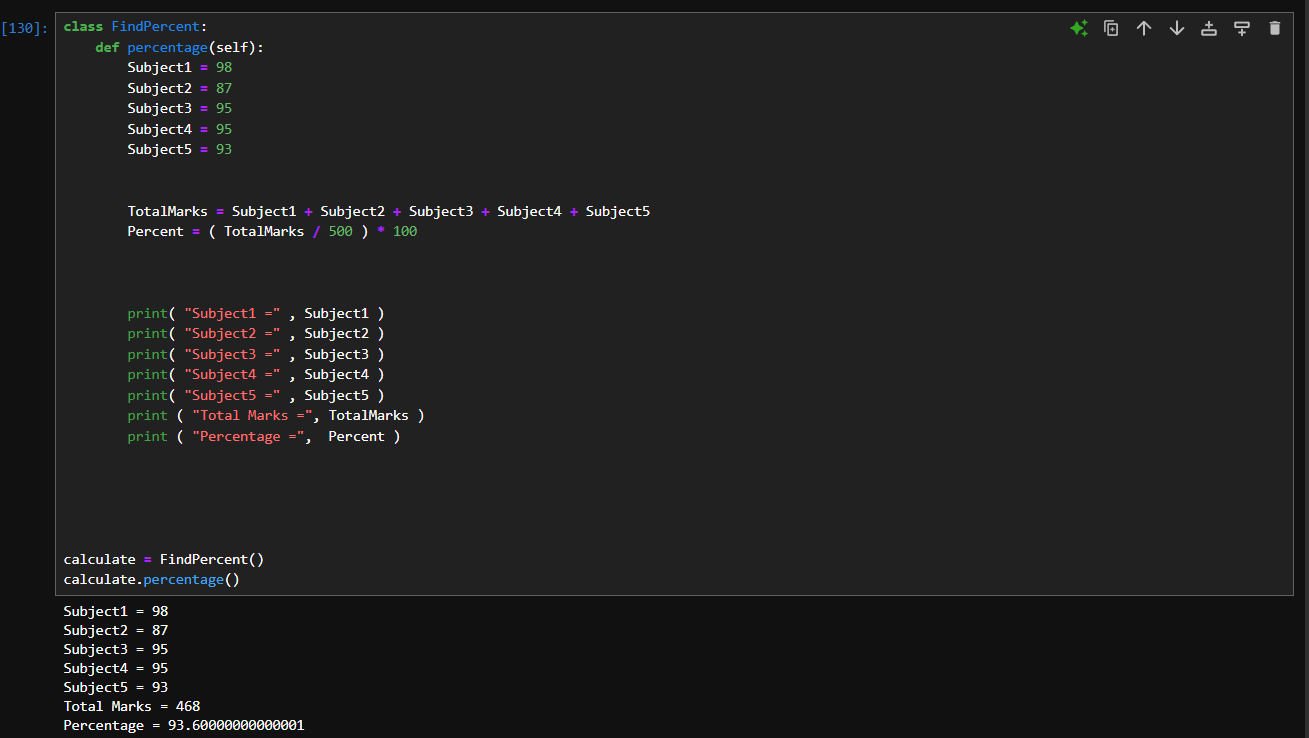 [130]:
class FindPercent:
    def percentage(self):
        Subject1 = 98
        Subject2 = 87
        Subject3 = 95
        Subject4 = 95
        Subject5 = 93
        TotalMarks = Subject1 + Subject2 + Subject3 + Subject4 + Subject5
        Percent = ( TotalMarks / 500 ) * 100
        print( "Subject1 =" , Subject1 )
        print( "Subject2 =" , Subject2 )
        print( "Subject3 =" , Subject3 )
        print( "Subject4 =" , Subject4 )
        print( "Subject5 =" , Subject5 )
        print ( "Total Marks =", TotalMarks )
        print ( "Percentage =",  Percent )
calculate = FindPercent()
calculate.percentage()
Subject1 = 98
Subject2 = 87
Subject3 = 95
Subject4 = 95
Subject5 = 93
Total Marks = 468
Percentage = 93.60000000000001